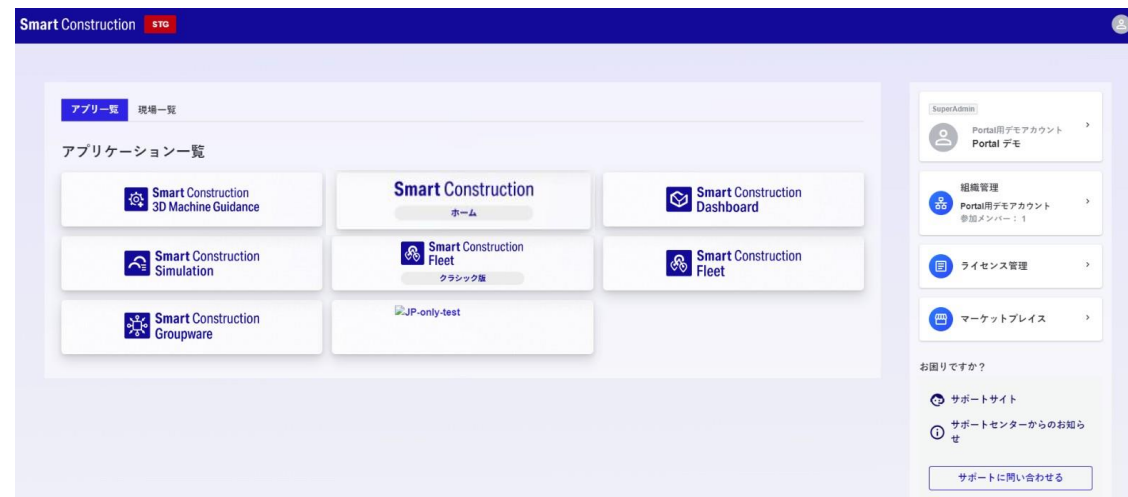 Smart Construction STG
アプリ一覧 現場一覧
アプリケーション一覧
Smart Construction
3D Machine Guidance
Smart Construction
ホーム
Smart Construction
Dashboard
Smart Construction
Simulation
Smart Construction
Fleet
クラシック版
Smart Construction
Fleet
Smart Construction
Groupware
JP-only-test
SuperAdmin
Portal用デモアカウント
Portal デモ
組織管理
Portal用デモアカウント
参加メンバー：1
ライセンス管理
マーケットプレイス
お困りですか？
サポートサイト
サポートセンターからのお知ら
せ
サポートに問い合わせる